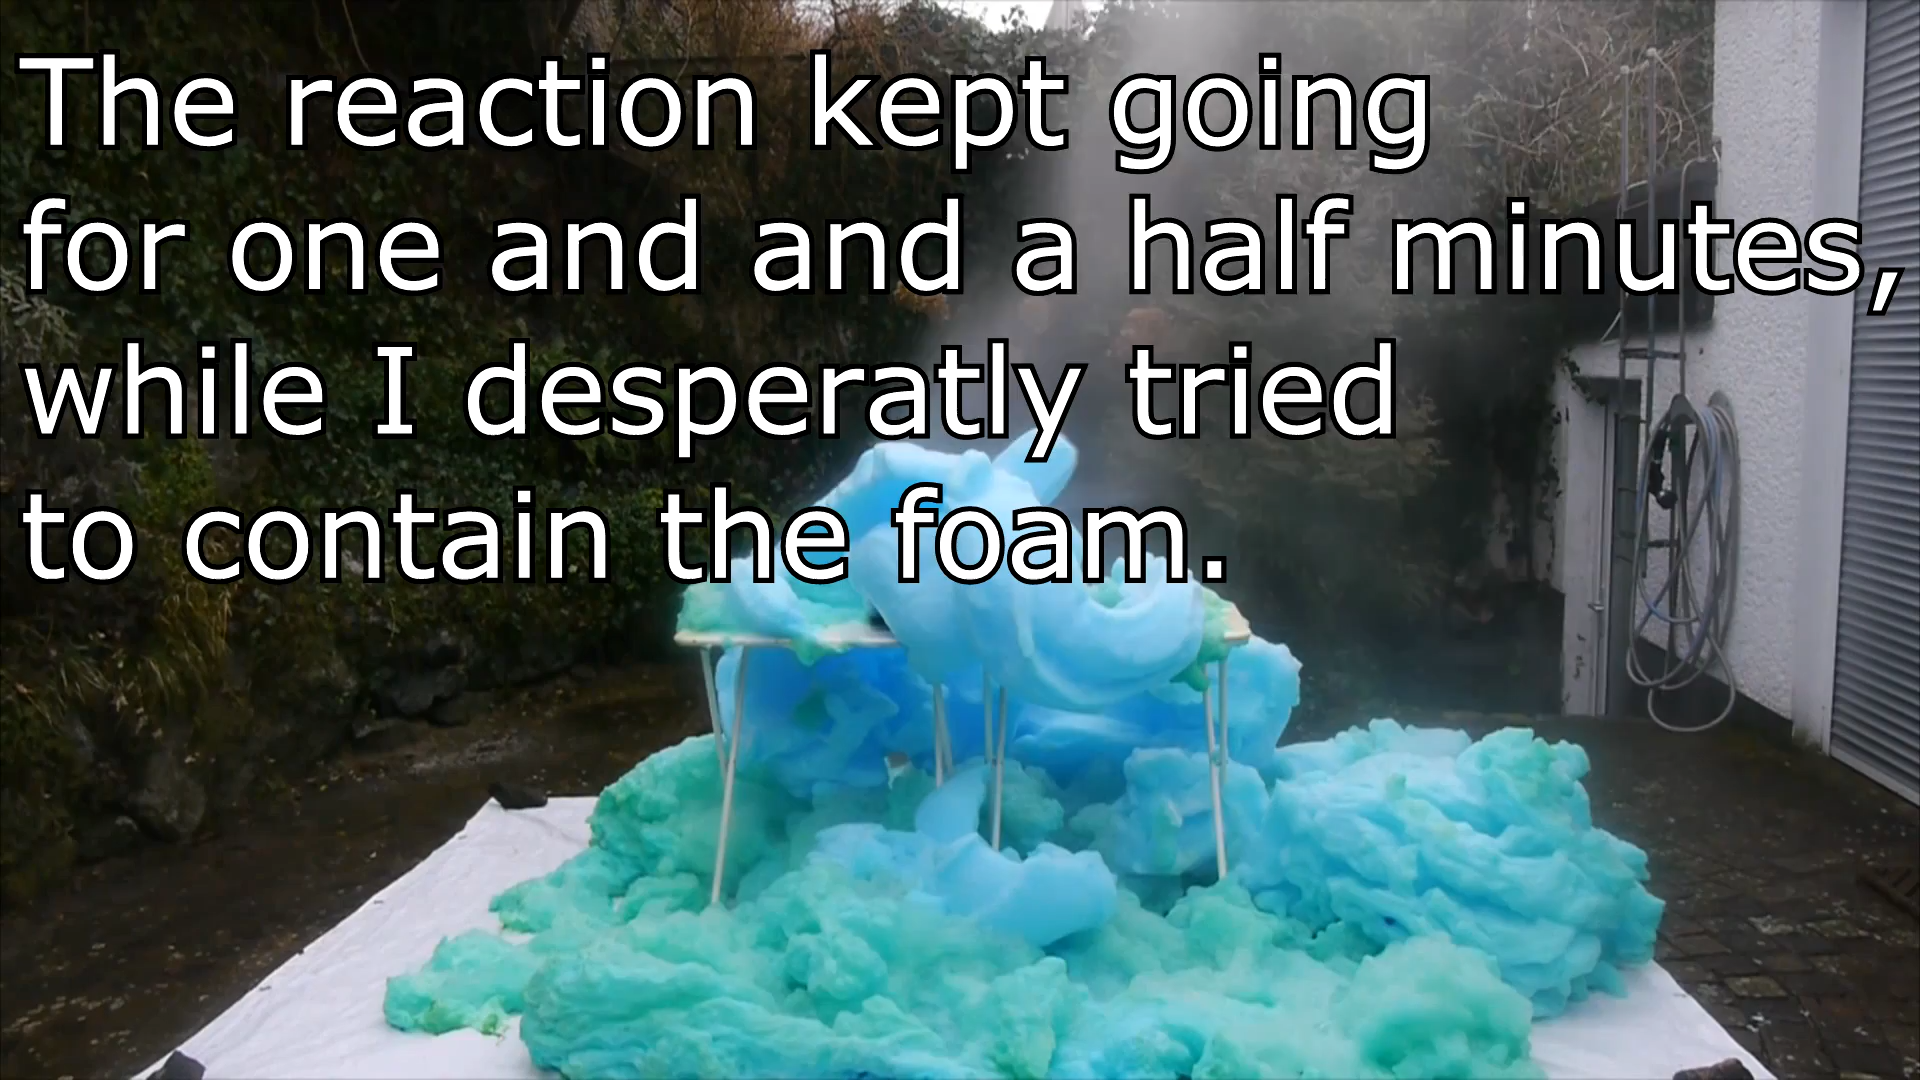 The reaction kept going
for one and and a half minutes,
while I desperatly tried
to contain the foam.